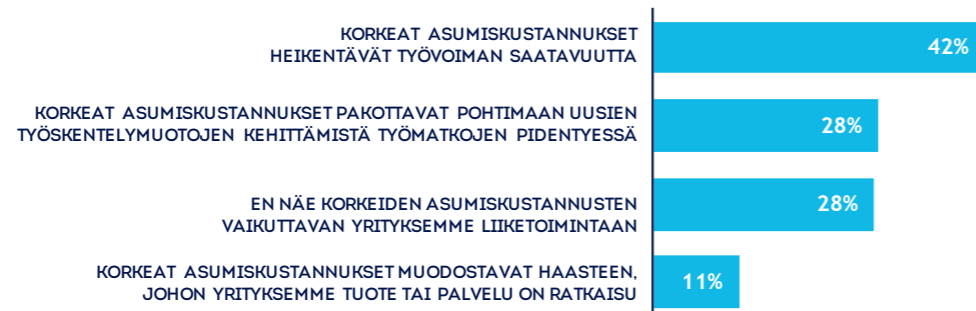 KORKEAT ASUMISKUSTANNUKSET
HEIKENTÄVÄT TYÖVOIMAN SAATAVUUTTA
42%
KORKEAT ASUMISKUSTANNUKSET PAKOTTAVAT POHTIMAAN UUSIEN
TYÖSKENTELYMUOTOJEN KEHITTÄMISTÄ TYÖMATKOJEN PIDENTYESSÄ
28%
EN NÄE KORKEIDEN ASUMISKUSTANNUSTEN
VAIKUTTAVAN YRITYKSEMME LIIKETOIMINTAAN
28%
KORKEAT ASUMISKUSTANNUKSET MUODOSTAVAT HAASTEEN,
JOHON YRITYKSEMME TUOTE TAI PALVELU ON RATKAISU
11%